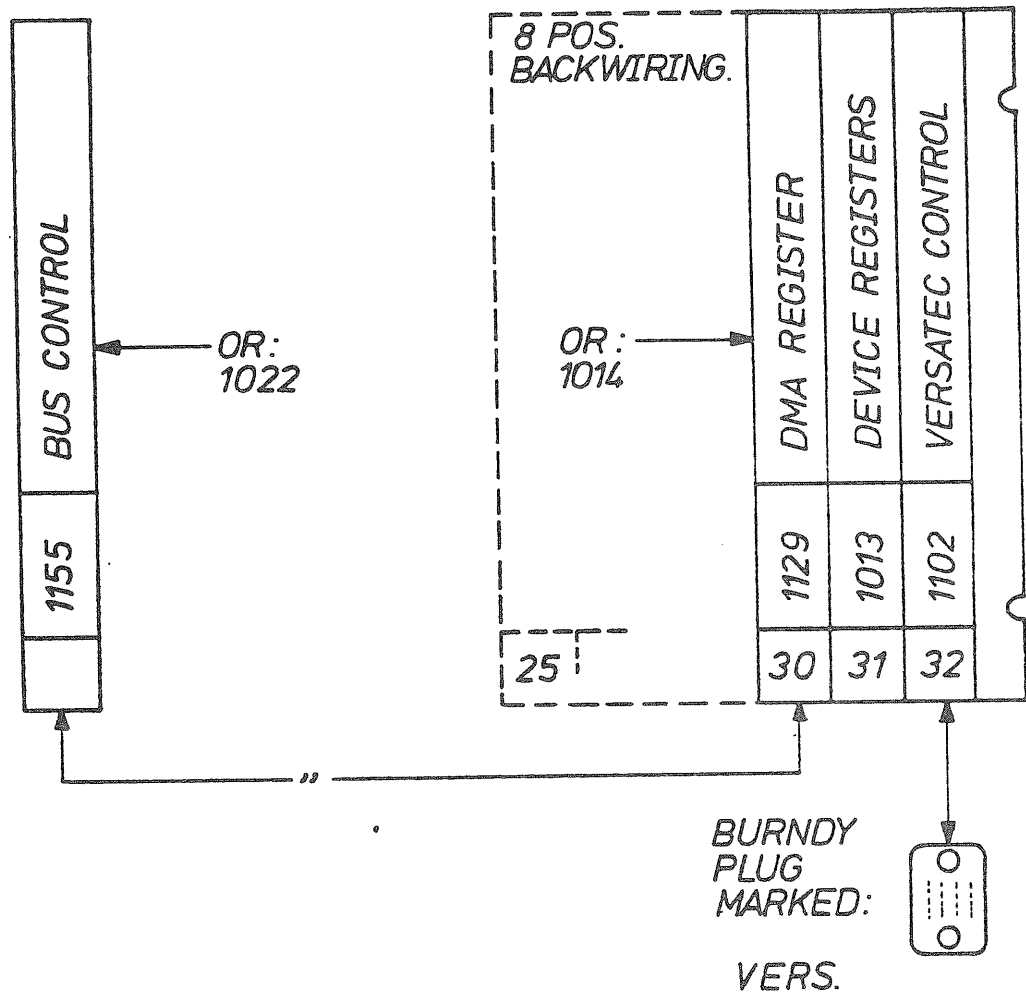 8 POS.
BACKWIRING.
BUS CONTROL
1155
OR:
1022
OR:
1014
DMA REGISTER
1129
30
DEVICE REGISTERS
1013
31
VERSATEC CONTROL
1102
32
25
"
BURNDY
PLUG
MARKED:
VERS.